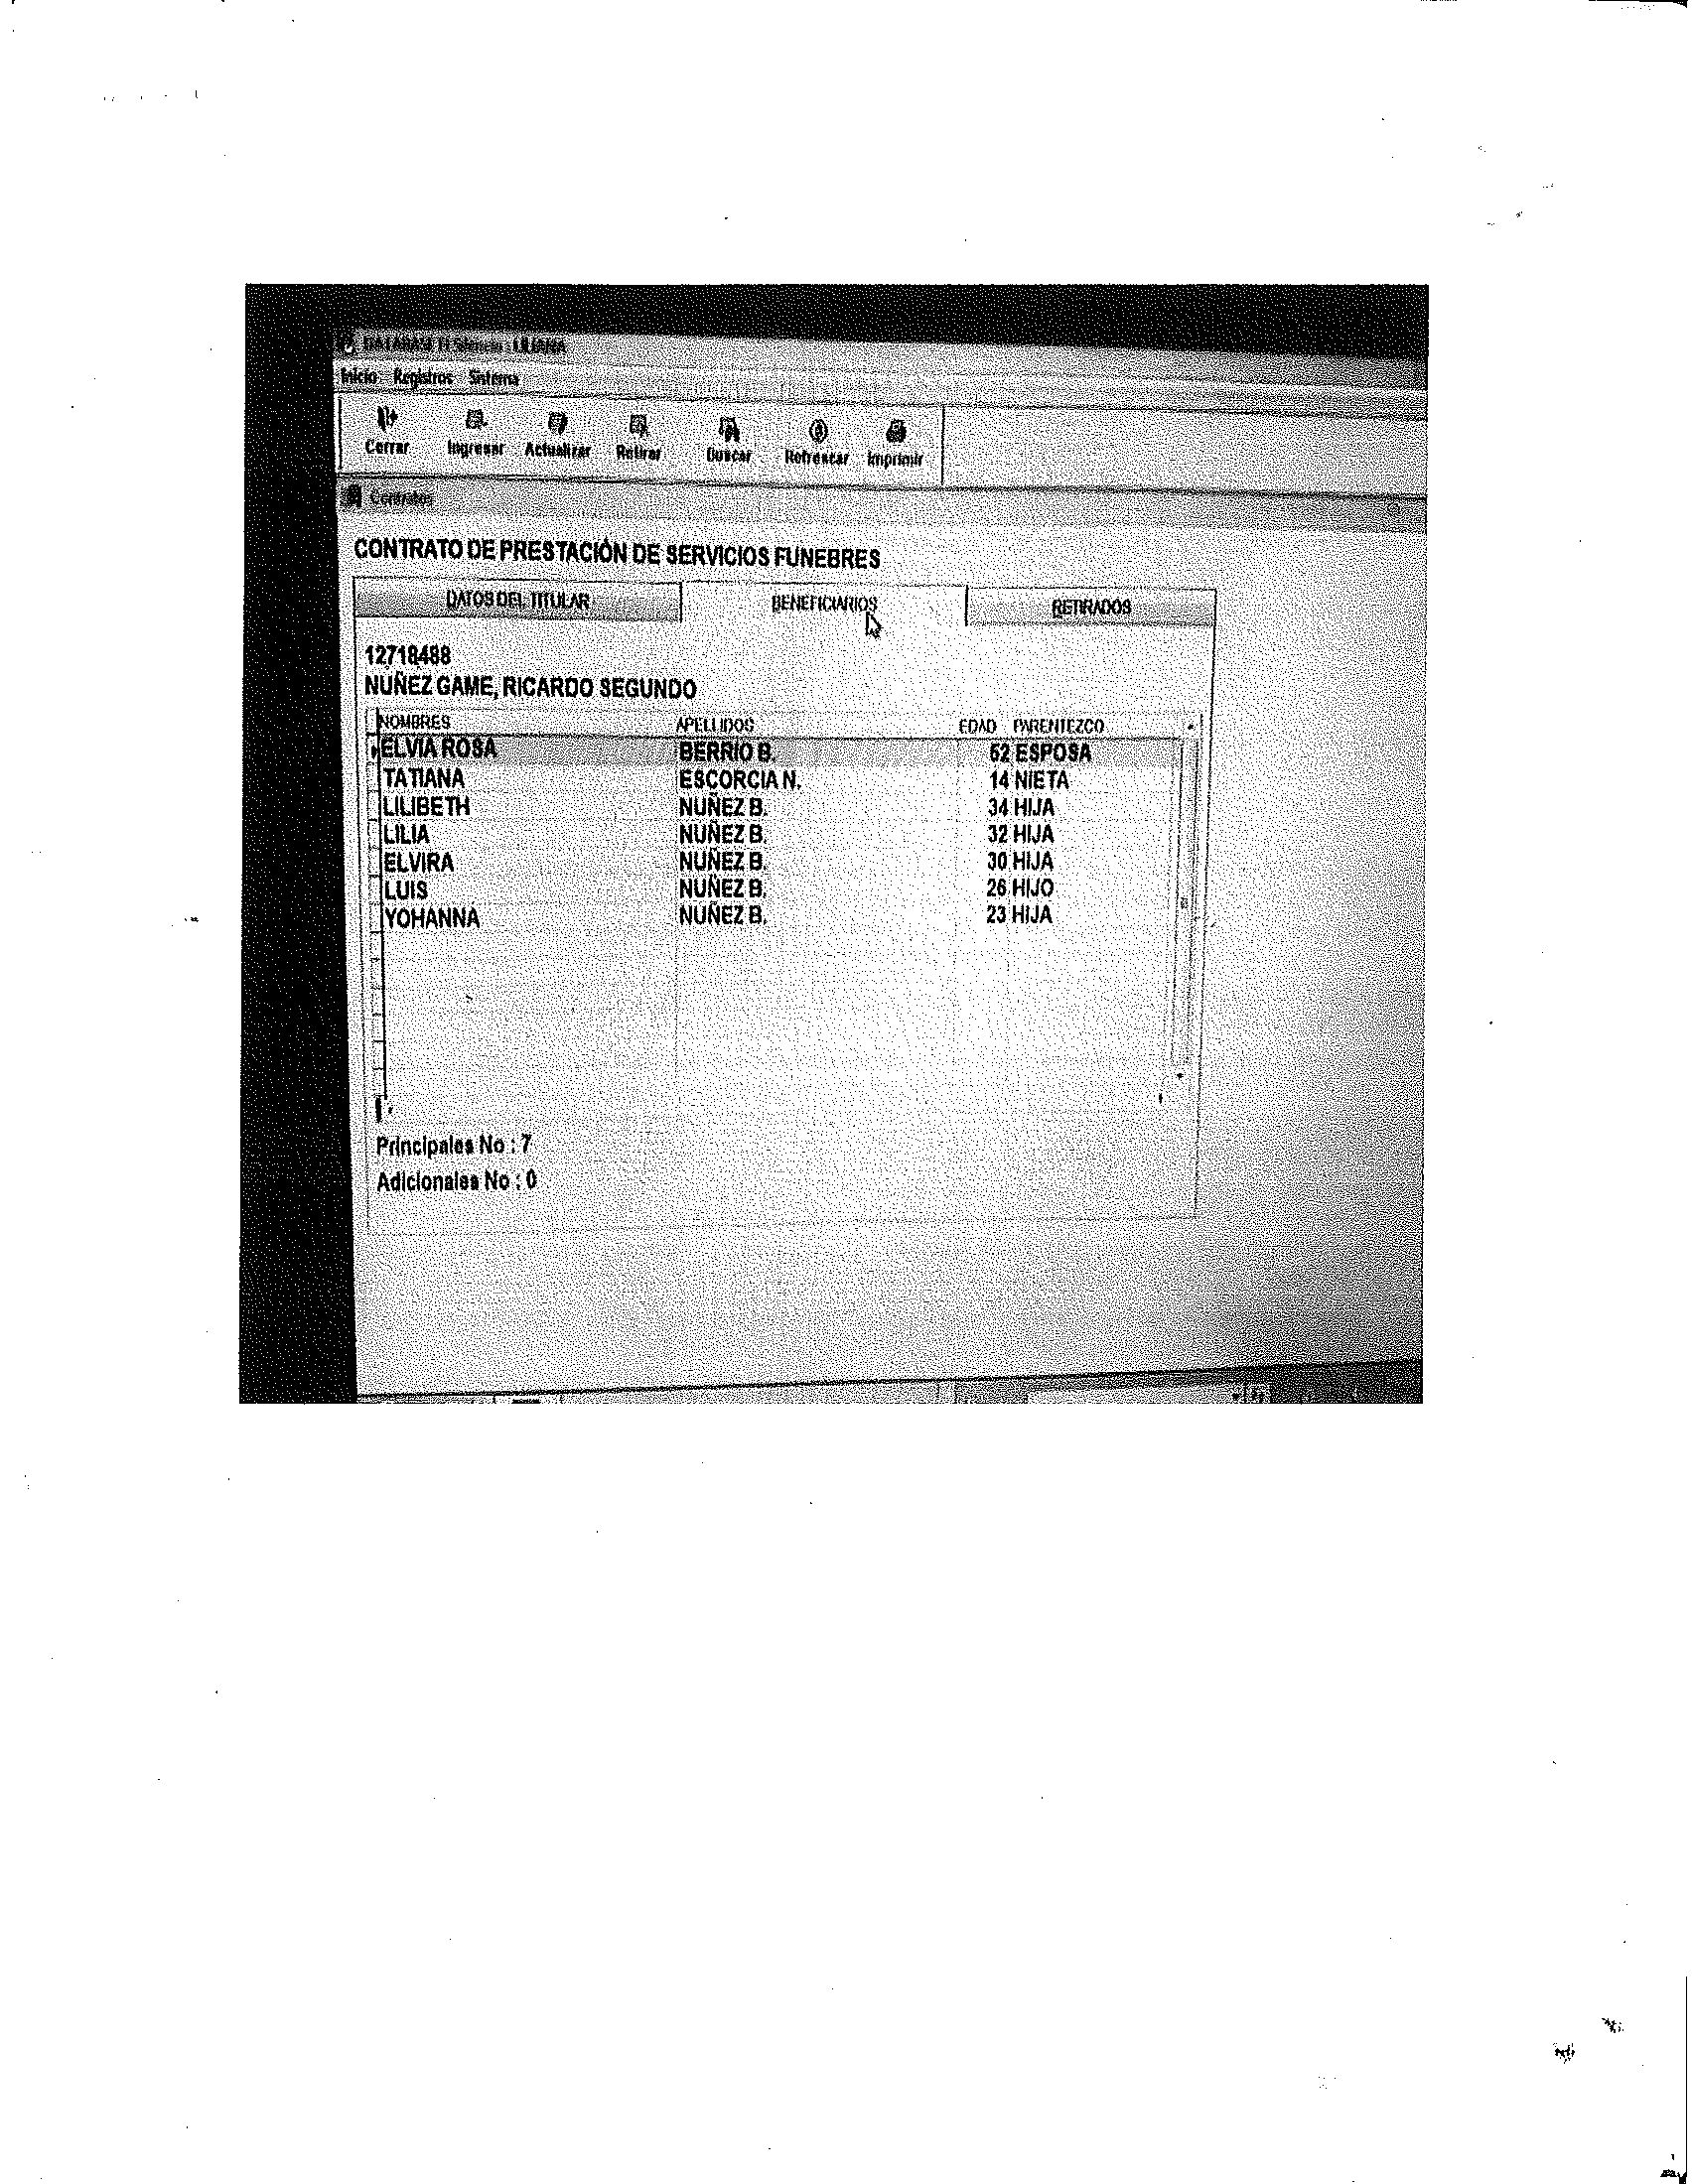 DATABASE El Silencio : LILIANA
Inicio Registros Sistema
Cerrar Ingresar Actualizar Retirar Buscar Refrescar Imprimir
Contratos
CONTRATO DE PRESTACIÓN DE SERVICIOS FUNEBRES
DATOS DEL TITULAR BENEFICIARIOS RETIRADOS
12718488
NUÑEZ GAME, RICARDO SEGUNDO
NOMBRES APELLIDOS EDAD PARENTEZCO
ELVIA ROSA BERRIO B. 62 ESPOSA
TATIANA ESCORCIA N. 14 NIETA
LILIBETH NUÑEZ B. 34 HIJA
LILIA NUÑEZ B. 32 HIJA
ELVIRA NUÑEZ B. 30 HIJA
LUIS NUÑEZ B. 26 HIJO
YOHANNA NUÑEZ B. 23 HIJA
Principales No : 7
Adicionales No : 0